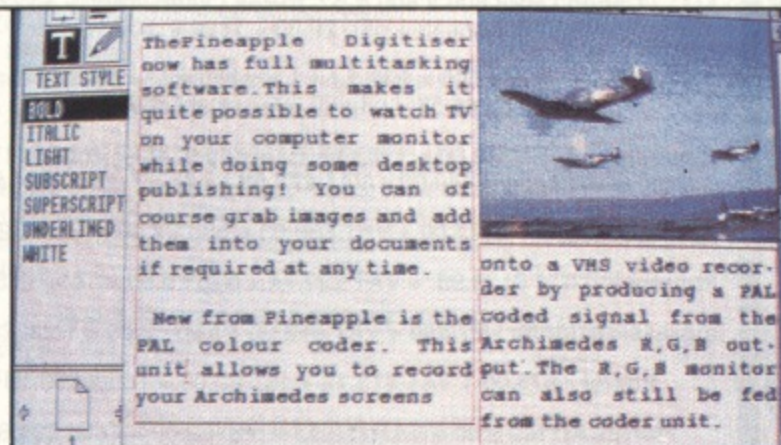 T
TEXT STYLE
BOLD
ITALIC
LIGHT
SUBSCRIPT
SUPERSCRIPT
UNDERLINED
WHITE
ThePineapple Digitiser
now has full multitasking
software.This makes it
quite possible to watch TV
on your computer monitor
while doing some desktop
publishing! You can of
course grab images and add
them into your documents
if required at any time.
New from Pineapple is the
PAL colour coder. This
unit allows you to record
your Archimedes screens
onto a VHS video recor-
der by producing a PAL
coded signal from the
Archimedes R,G,B out-
put.The R,G,B monitor
can also still be fed
from the coder unit.